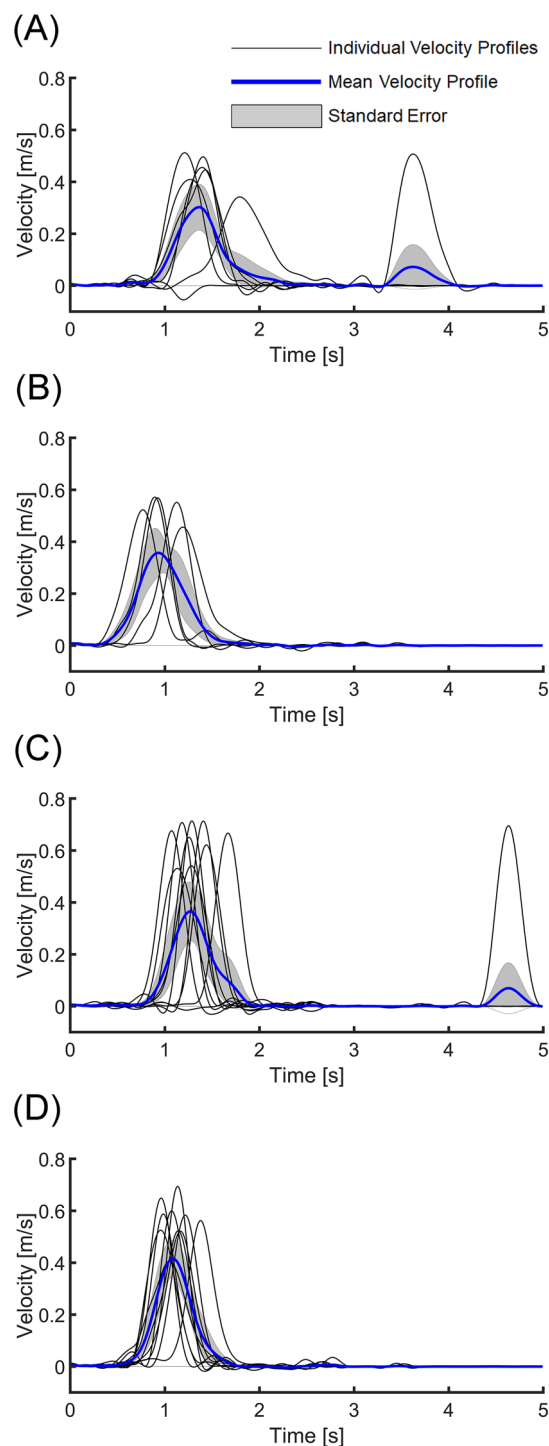 (A)
Individual Velocity Profiles
Mean Velocity Profile
Standard Error
0.8
0.6
0.4
0.2
0
Velocity [m/s]
0 1 2 3 4 5
Time [s]
(B)
0.8
0.6
0.4
0.2
0
Velocity [m/s]
0 1 2 3 4 5
Time [s]
(C)
0.8
0.6
0.4
0.2
0
Velocity [m/s]
0 1 2 3 4 5
Time [s]
(D)
0.8
0.6
0.4
0.2
0
Velocity [m/s]
0 1 2 3 4 5
Time [s]